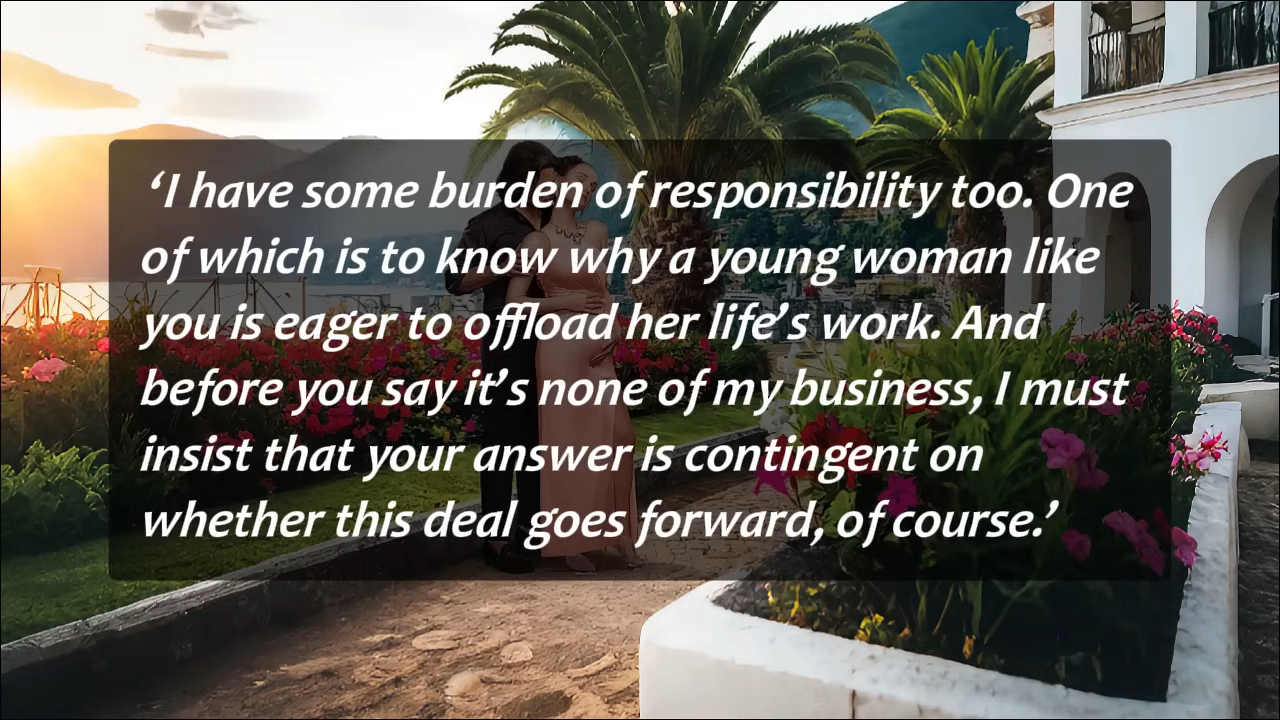 ‘I have some burden of responsibility too. One
of which is to know why a young woman like
you is eager to offload her life’s work. And
before you say it’s none of my business, I must
insist that your answer is contingent on
whether this deal goes forward, of course.’